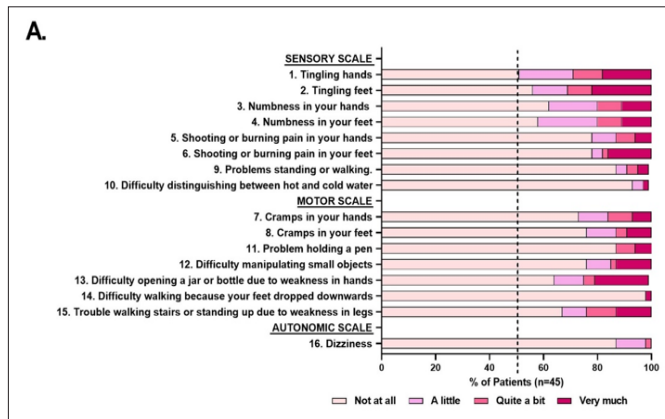 A.
SENSORY SCALE
1. Tingling hands
2. Tingling feet
3. Numbness in your hands
4. Numbness in your feet
5. Shooting or burning pain in your hands
6. Shooting or burning pain in your feet
9. Problems standing or walking.
10. Difficulty distinguishing between hot and cold water
MOTOR SCALE
7. Cramps in your hands
8. Cramps in your feet
11. Problem holding a pen
12. Difficulty manipulating small objects
13. Difficulty opening a jar or bottle due to weakness in hands
14. Difficulty walking because your feet dropped downwards
15. Trouble walking stairs or standing up due to weakness in legs
AUTONOMIC SCALE
16. Dizziness
0 20 40 60 80 100
% of Patients (n=45)
Not at all A little Quite a bit Very much